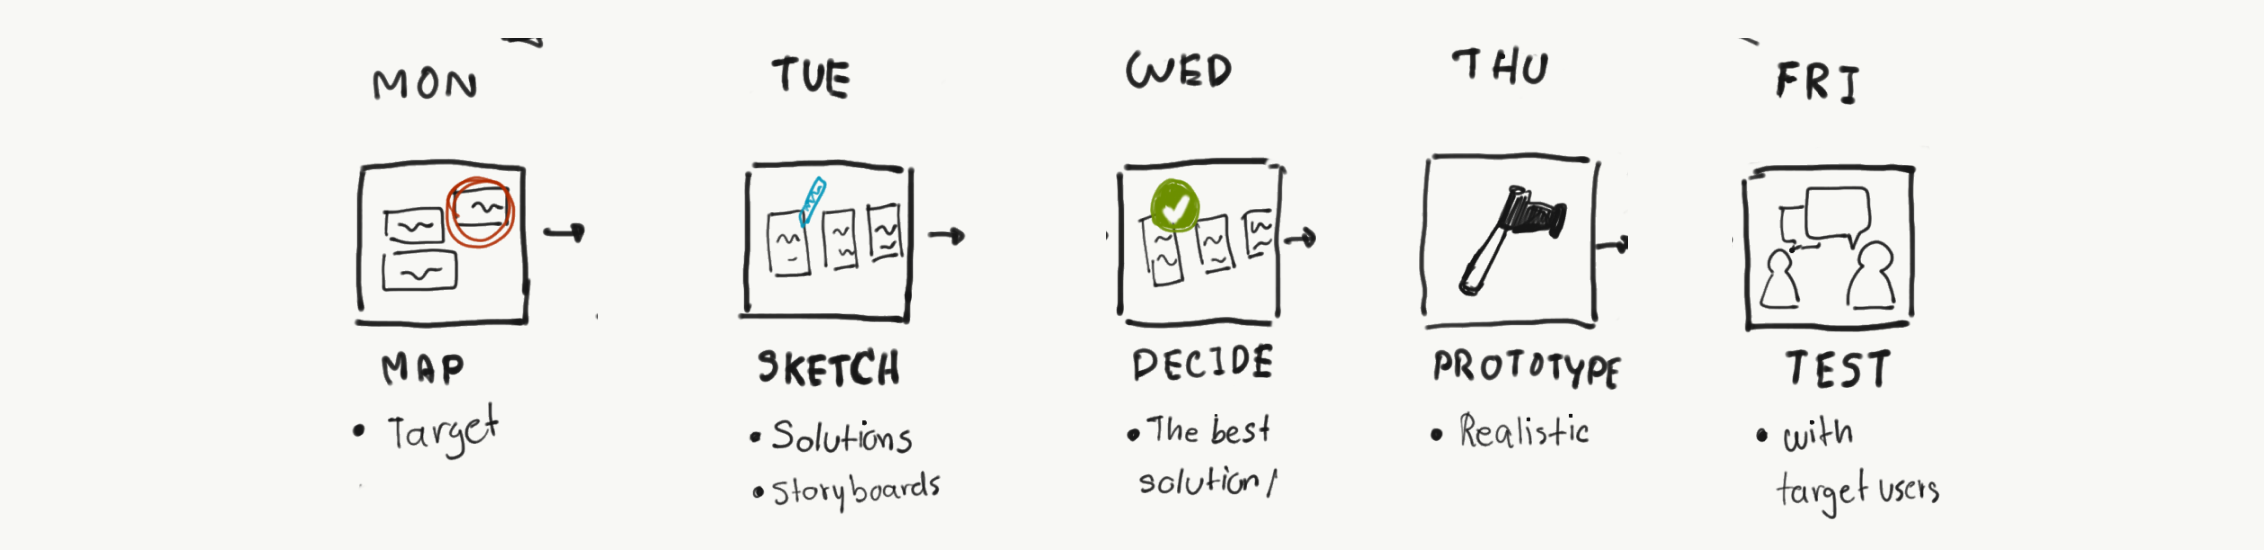 MON
TUE
WED
THU
FRI
MAP
SKETCH
DECIDE
PROTOTYPE
TEST
• Target
• Solutions
• Storyboards
• The best
solution/
• Realistic
• with
target users